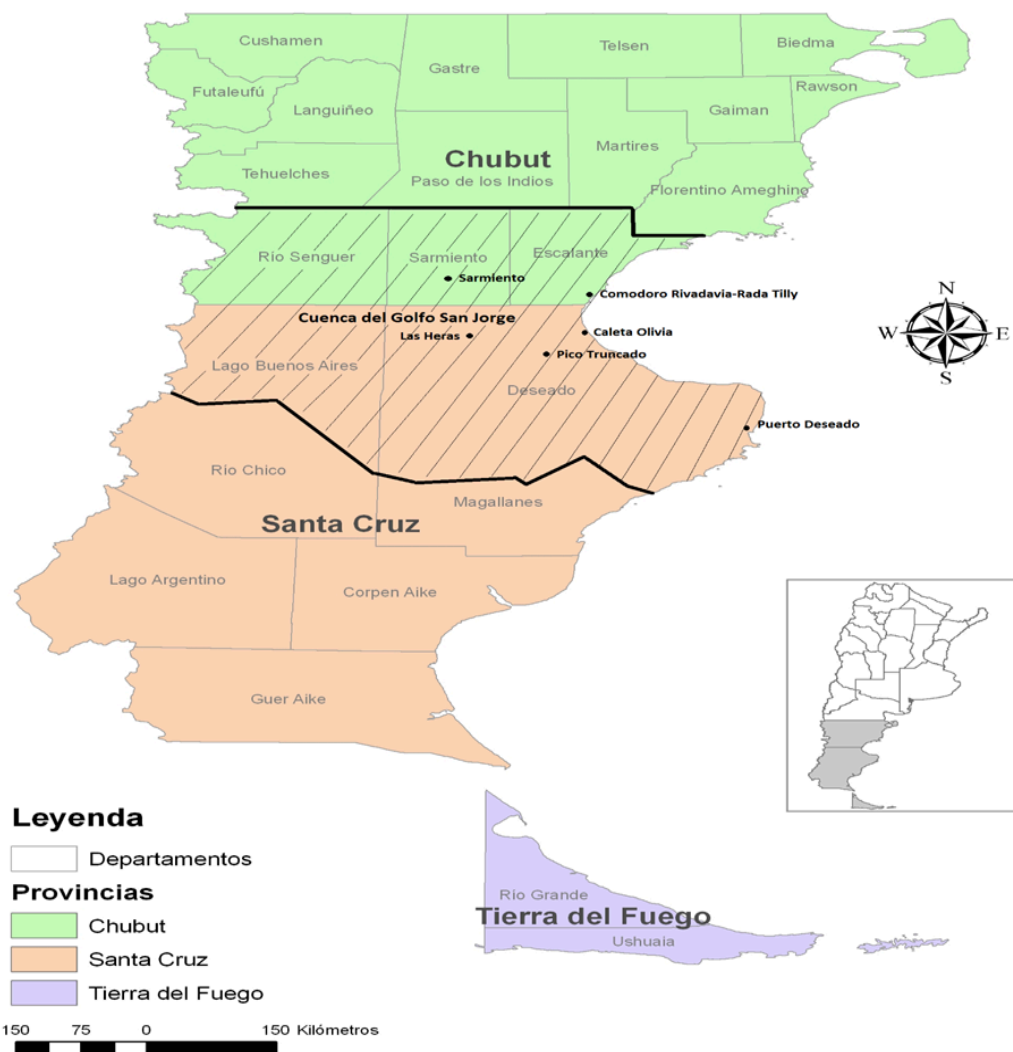 Cushamen
Telsen
Biedma
Gastre
Futaleufú
Languiñeo
Rawson
Gaiman
Martires
Chubut
Tehuelches
Paso de los Indios
Florentino Ameghino
Río Senguer
Sarmiento
Escalante
Sarmiento
Comodoro Rivadavia-Rada Tilly
Cuenca del Golfo San Jorge
Las Heras
Caleta Olivia
Pico Truncado
Lago Buenos Aires
Deseado
Puerto Deseado
N
W
E
S
Río Chico
Magallanes
Santa Cruz
Lago Argentino
Corpen Aike
Guer Aike
Río Grande
Tierra del Fuego
Ushuaia
Leyenda
Departamentos
Provincias
Chubut
Santa Cruz
Tierra del Fuego
150 75 0 150 Kilómetros